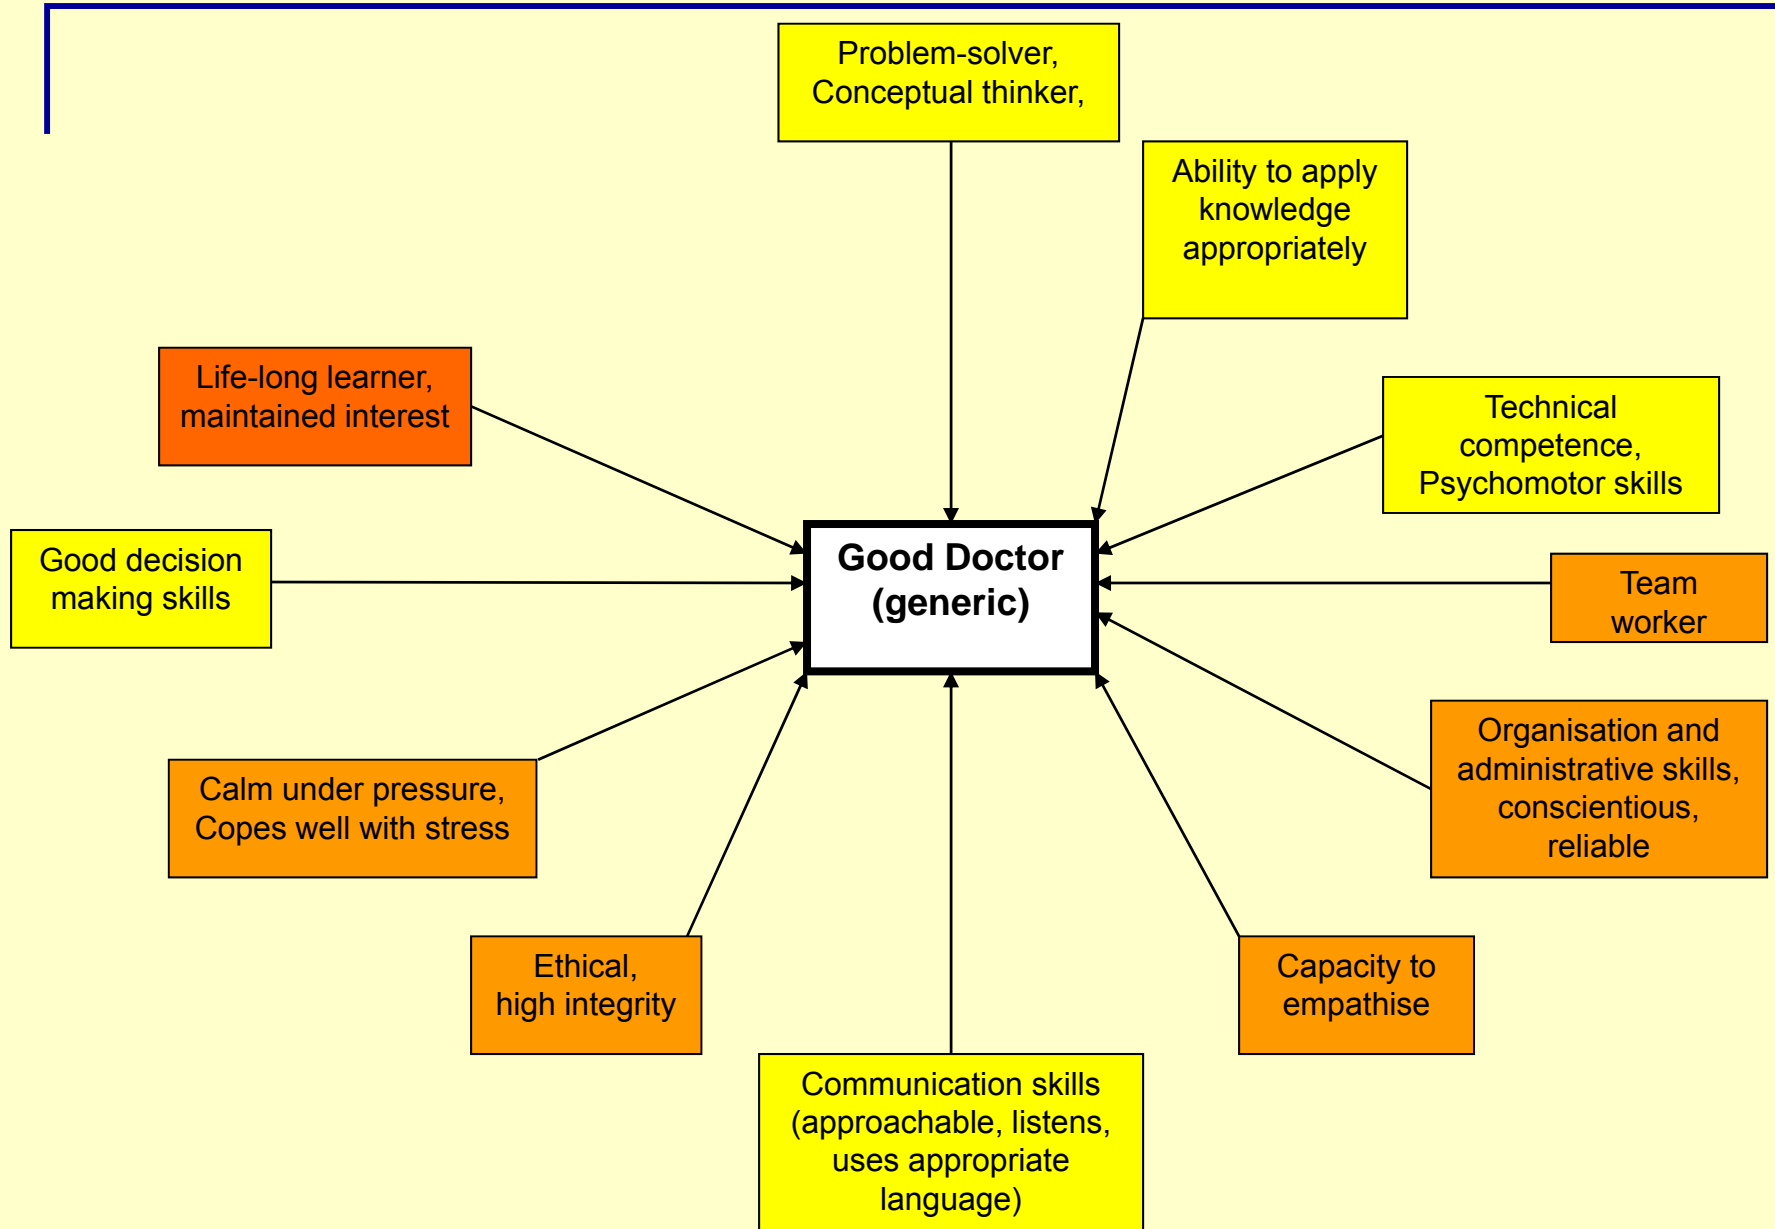 Problem-solver,
Conceptual thinker,
Ability to apply
knowledge
appropriately
Life-long learner,
maintained interest
Technical
competence,
Psychomotor skills
Good decision
making skills
Good Doctor
(generic)
Team
worker
Calm under pressure,
Copes well with stress
Organisation and
administrative skills,
conscientious,
reliable
Ethical,
high integrity
Capacity to
empathise
Communication skills
(approachable, listens,
uses appropriate
language)